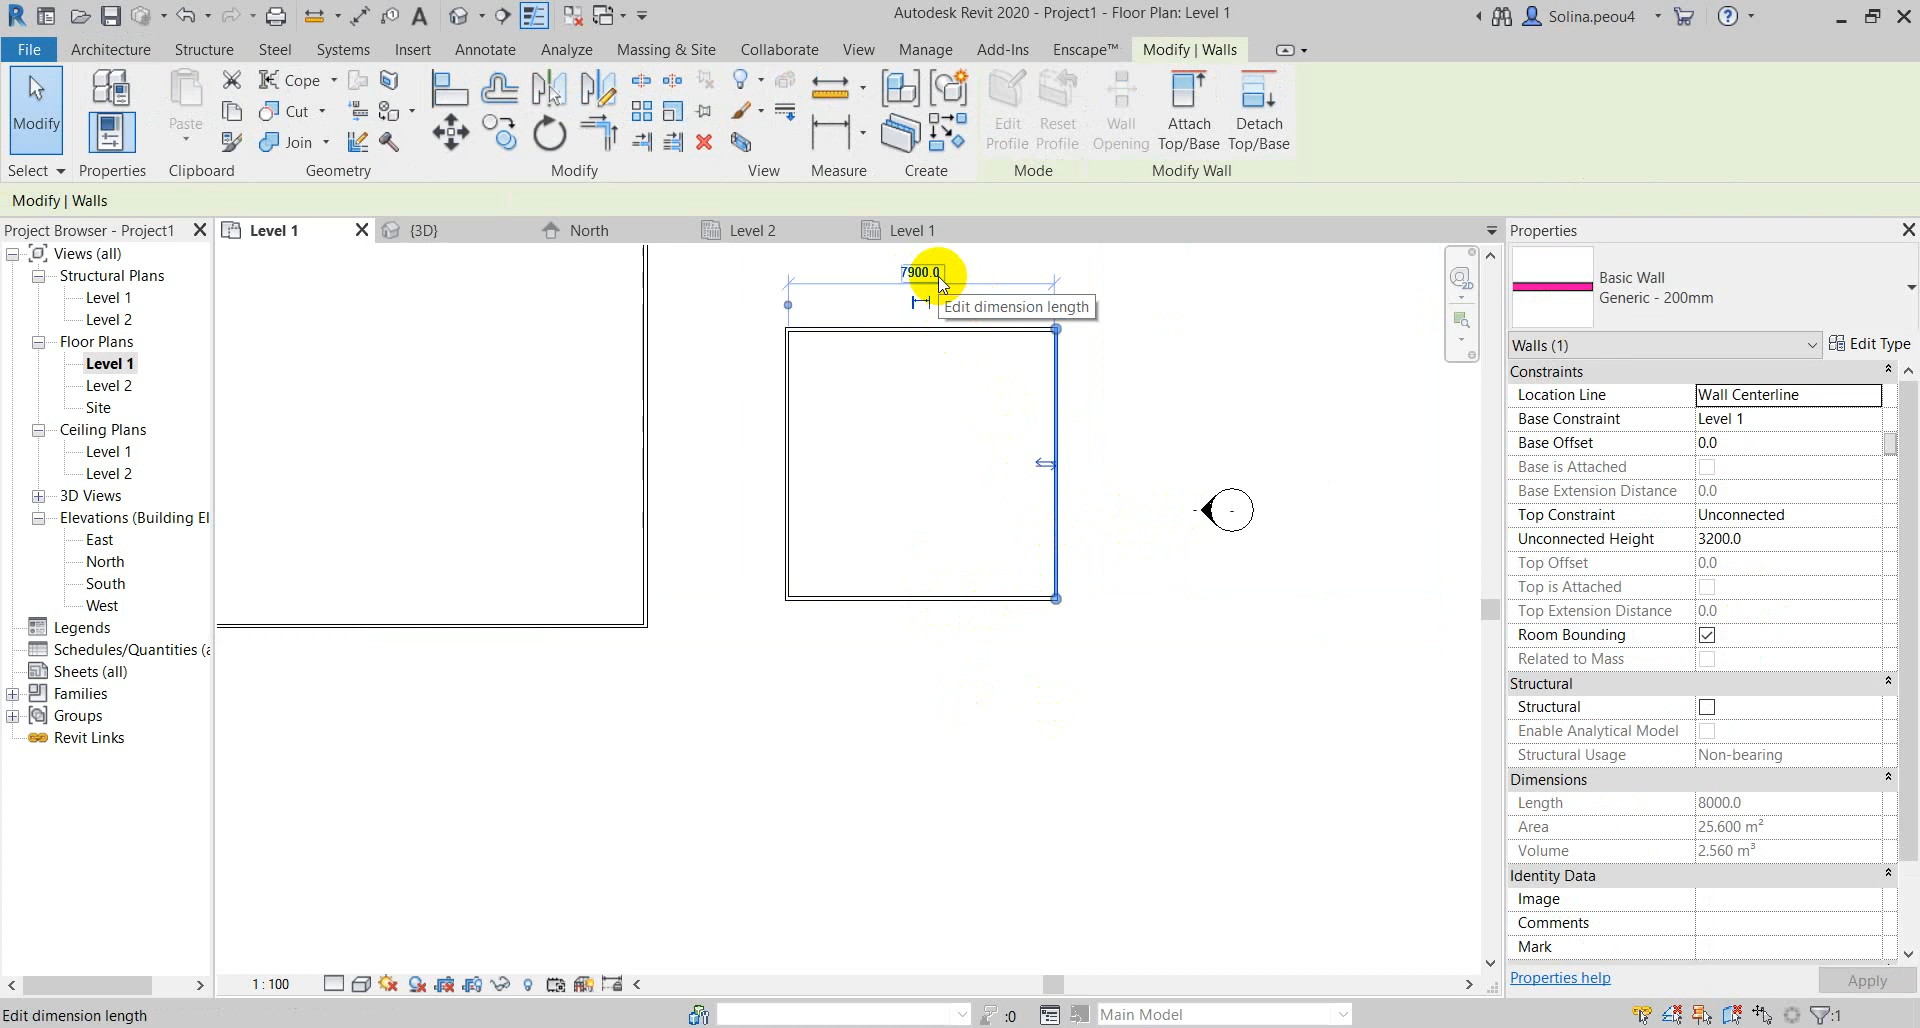 Autodesk Revit 2020 - Project1 - Floor Plan: Level 1
Solina.peou4
File Architecture Structure Steel Systems Insert Annotate Analyze Massing & Site Collaborate View Manage Add-Ins Enscape™ Modify | Walls
Modify
Paste
Cope
Cut
Join
Edit Profile
Reset Profile
Wall Opening
Attach Top/Base
Detach Top/Base
Select Properties Clipboard Geometry Modify View Measure Create Mode Modify Wall
Modify | Walls
Project Browser - Project1
Views (all)
Structural Plans
Level 1
Level 2
Floor Plans
Level 1
Level 2
Site
Ceiling Plans
Level 1
Level 2
3D Views
Elevations (Building El
East
North
South
West
Legends
Schedules/Quantities (a
Sheets (all)
Families
Groups
Revit Links
Level 1 {3D} North Level 2 Level 1
7900.0
Edit dimension length
2D
Properties
Basic Wall
Generic - 200mm
Walls (1) Edit Type
Constraints
Location Line Wall Centerline
Base Constraint Level 1
Base Offset 0.0
Base is Attached
Base Extension Distance 0.0
Top Constraint Unconnected
Unconnected Height 3200.0
Top Offset 0.0
Top is Attached
Top Extension Distance 0.0
Room Bounding
Related to Mass
Structural
Structural
Enable Analytical Model
Structural Usage Non-bearing
Dimensions
Length 8000.0
Area 25.600 m²
Volume 2.560 m³
Identity Data
Image
Comments
Mark
Properties help Apply
1 : 100
Edit dimension length
:0
Main Model
:1